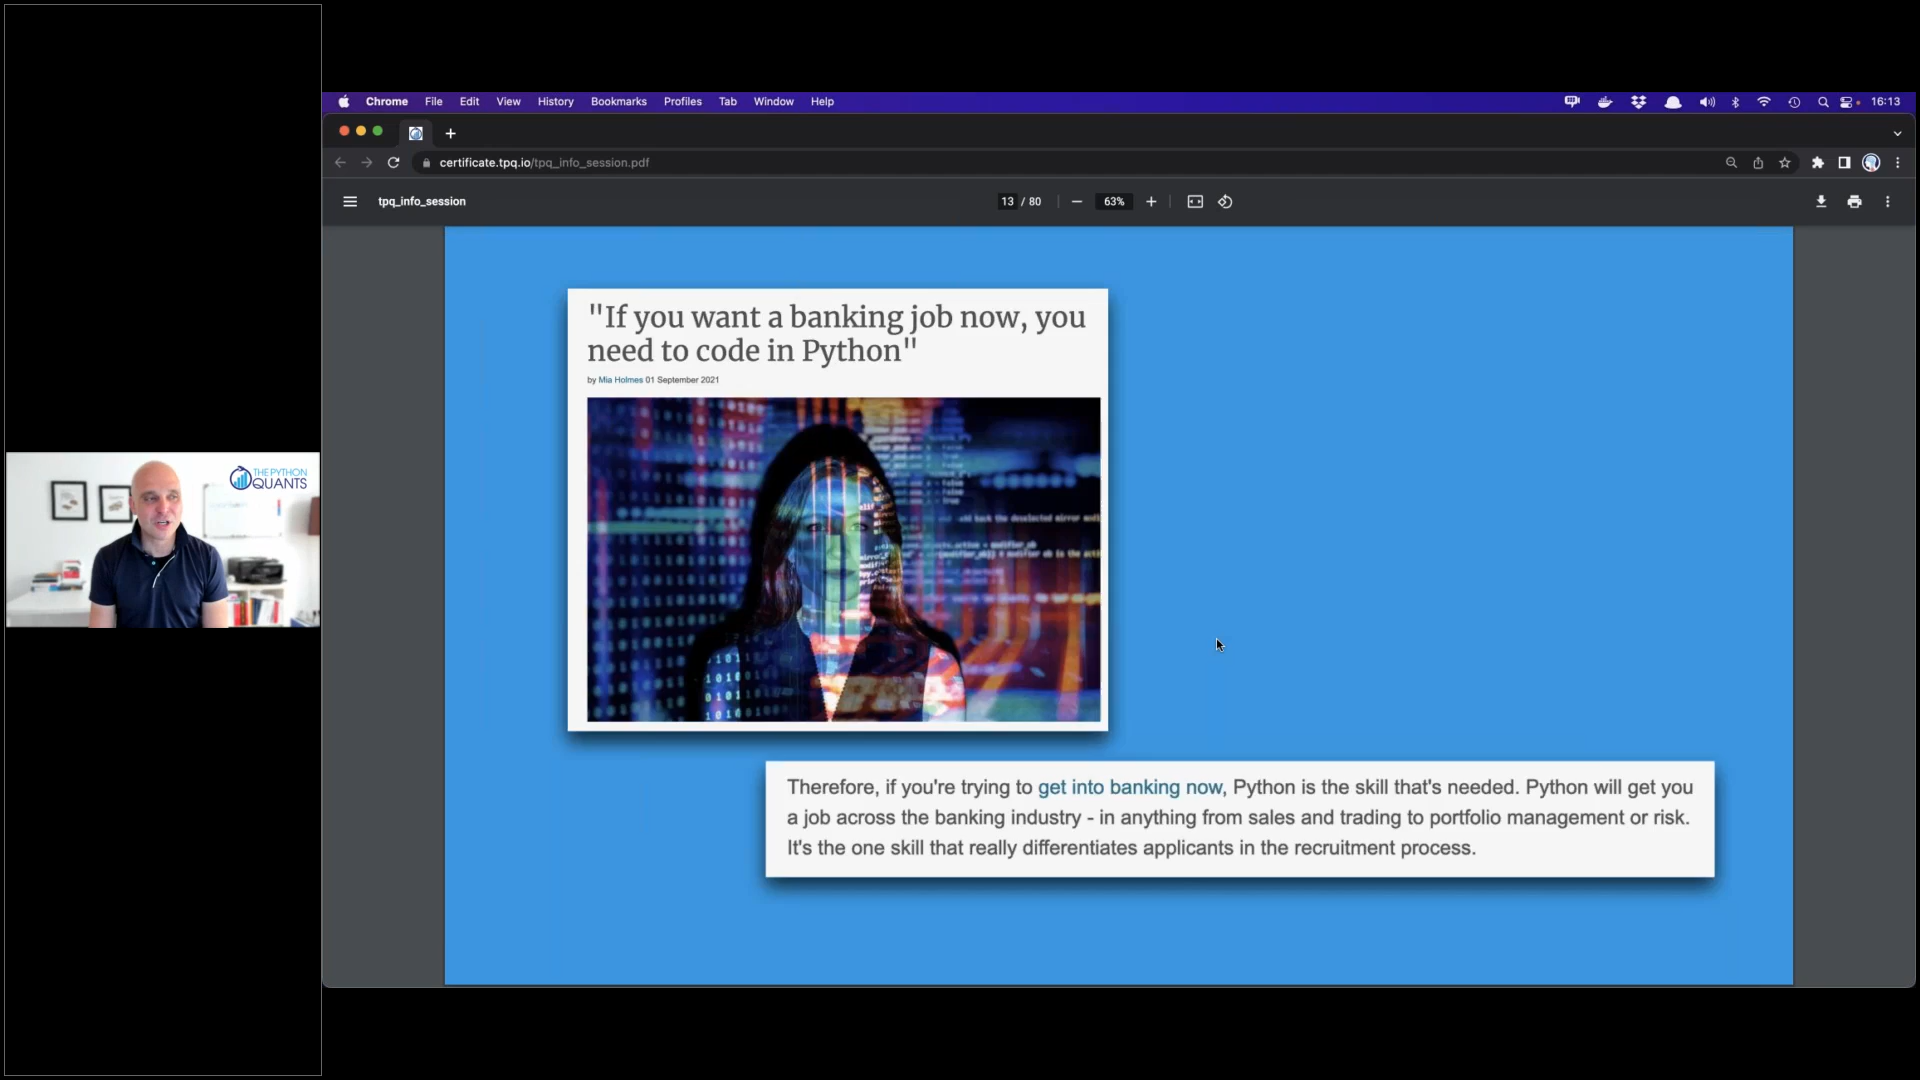 Chrome File Edit View History Bookmarks Profiles Tab Window Help 16:13
certificate.tpq.io/tpq_info_session.pdf
tpq_info_session 13 / 80 63%
"If you want a banking job now, you
need to code in Python"
by Mia Holmes 01 September 2021
THE PYTHON
QUANTS
Therefore, if you're trying to get into banking now, Python is the skill that's needed. Python will get you
a job across the banking industry - in anything from sales and trading to portfolio management or risk.
It's the one skill that really differentiates applicants in the recruitment process.